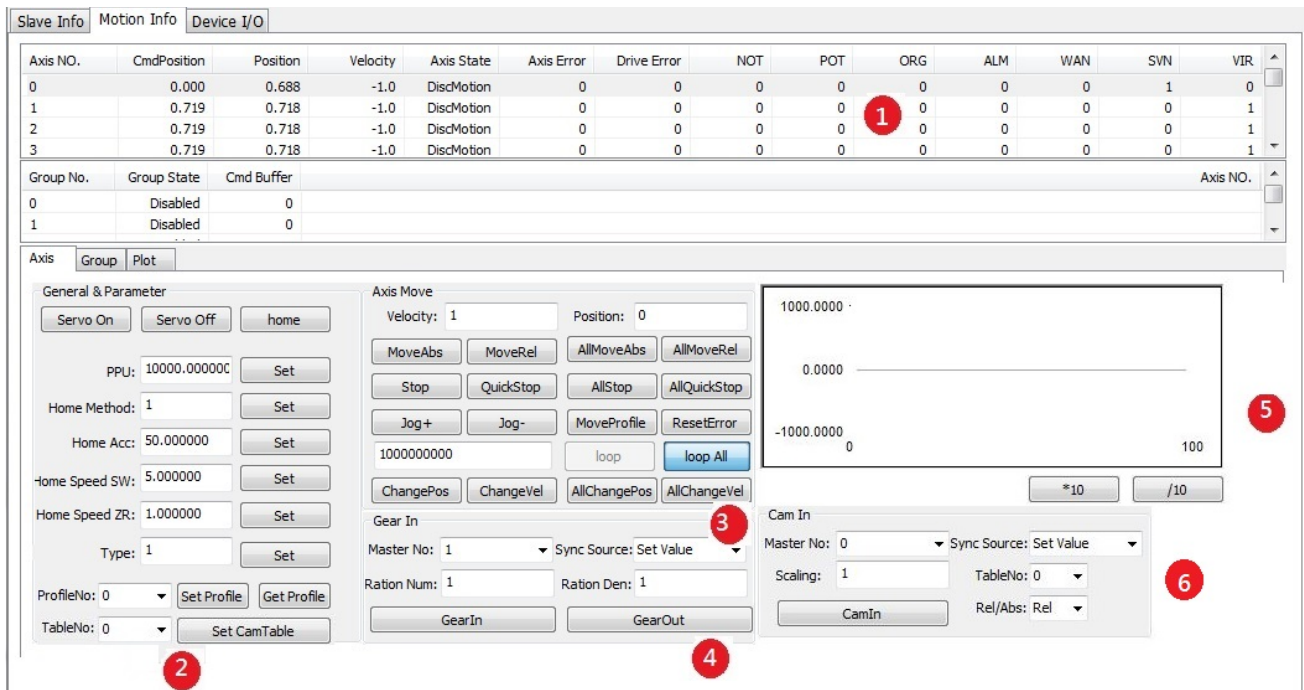 Slave Info Motion Info Device I/O
Axis NO. CmdPosition Position Velocity Axis State Axis Error Drive Error NOT POT ORG ALM WAN SVN VIR
0 0.000 0.688 -1.0 DiscMotion 0 0 0 0 0 0 0 1 0
1 0.719 0.718 -1.0 DiscMotion 0 0 0 0 0 0 0 0 1
2 0.719 0.718 -1.0 DiscMotion 0 0 0 0 0 0 0 0 1
3 0.719 0.718 -1.0 DiscMotion 0 0 0 0 0 0 0 0 1
1
Group No. Group State Cmd Buffer Axis NO.
0 Disabled 0
1 Disabled 0
Axis Group Plot
General & Parameter
Servo On Servo Off home
PPU: 10000.000000 Set
Home Method: 1 Set
Home Acc: 50.000000 Set
Home Speed SW: 5.000000 Set
Home Speed ZR: 1.000000 Set
Type: 1 Set
ProfileNo: 0 Set Profile Get Profile
TableNo: 0 Set CamTable
2
Axis Move
Velocity: 1 Position: 0
MoveAbs MoveRel AllMoveAbs AllMoveRel
Stop QuickStop AllStop AllQuickStop
Jog+ Jog- MoveProfile ResetError
1000000000 loop loop All
ChangePos ChangeVel AllChangePos AllChangeVel
3
Gear In
Master No: 1 Sync Source: Set Value
Ration Num: 1 Ration Den: 1
GearIn GearOut
4
1000.0000
0.0000
-1000.0000
0 100
5
*10 /10
Cam In
Master No: 0 Sync Source: Set Value
Scaling: 1 TableNo: 0
CamIn Rel/Abs: Rel
6